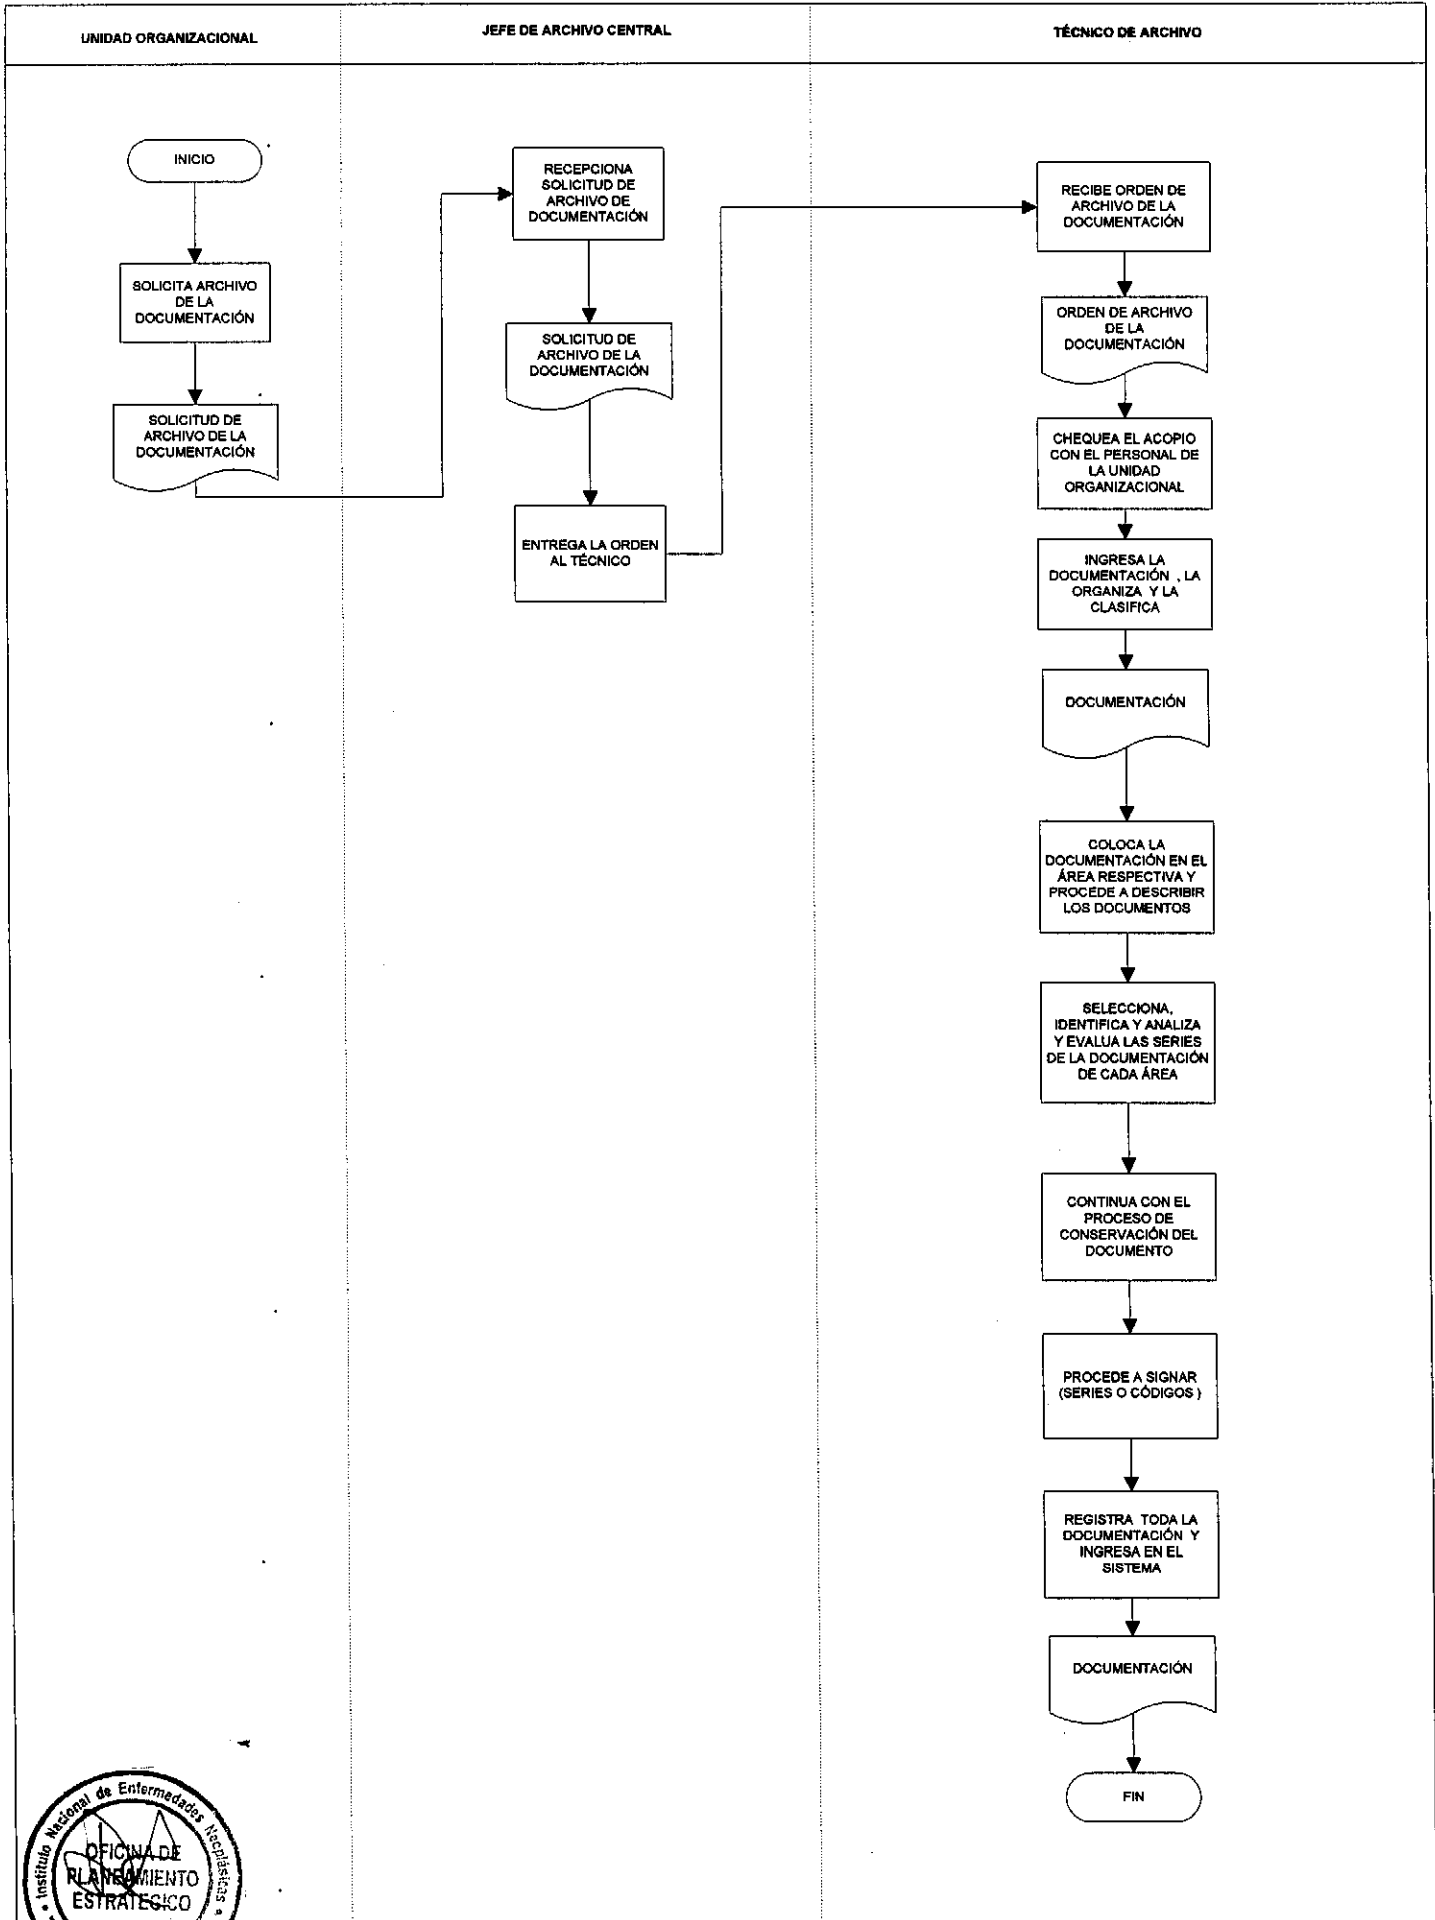 UNIDAD ORGANIZACIONAL
JEFE DE ARCHIVO CENTRAL
TÉCNICO DE ARCHIVO
INICIO
SOLICITA ARCHIVO
DE LA
DOCUMENTACIÓN
SOLICITUD DE
ARCHIVO DE LA
DOCUMENTACIÓN
RECEPCIONA
SOLICITUD DE
ARCHIVO DE
DOCUMENTACIÓN
SOLICITUD DE
ARCHIVO DE LA
DOCUMENTACIÓN
ENTREGA LA ORDEN
AL TÉCNICO
RECIBE ORDEN DE
ARCHIVO DE LA
DOCUMENTACIÓN
ORDEN DE ARCHIVO
DE LA
DOCUMENTACIÓN
CHEQUEA EL ACOPIO
CON EL PERSONAL DE
LA UNIDAD
ORGANIZACIONAL
INGRESA LA
DOCUMENTACIÓN , LA
ORGANIZA Y LA
CLASIFICA
DOCUMENTACIÓN
COLOCA LA
DOCUMENTACIÓN EN EL
ÁREA RESPECTIVA Y
PROCEDE A DESCRIBIR
LOS DOCUMENTOS
SELECCIONA,
IDENTIFICA Y ANALIZA
Y EVALUA LAS SERIES
DE LA DOCUMENTACIÓN
DE CADA ÁREA
CONTINUA CON EL
PROCESO DE
CONSERVACIÓN DEL
DOCUMENTO
PROCEDE A SIGNAR
(SERIES O CÓDIGOS )
REGISTRA TODA LA
DOCUMENTACIÓN Y
INGRESA EN EL
SISTEMA
DOCUMENTACIÓN
FIN
Instituto Nacional de Enfermedades Neoplásicas
OFICINA DE
PLANEAMIENTO
ESTRATEGICO